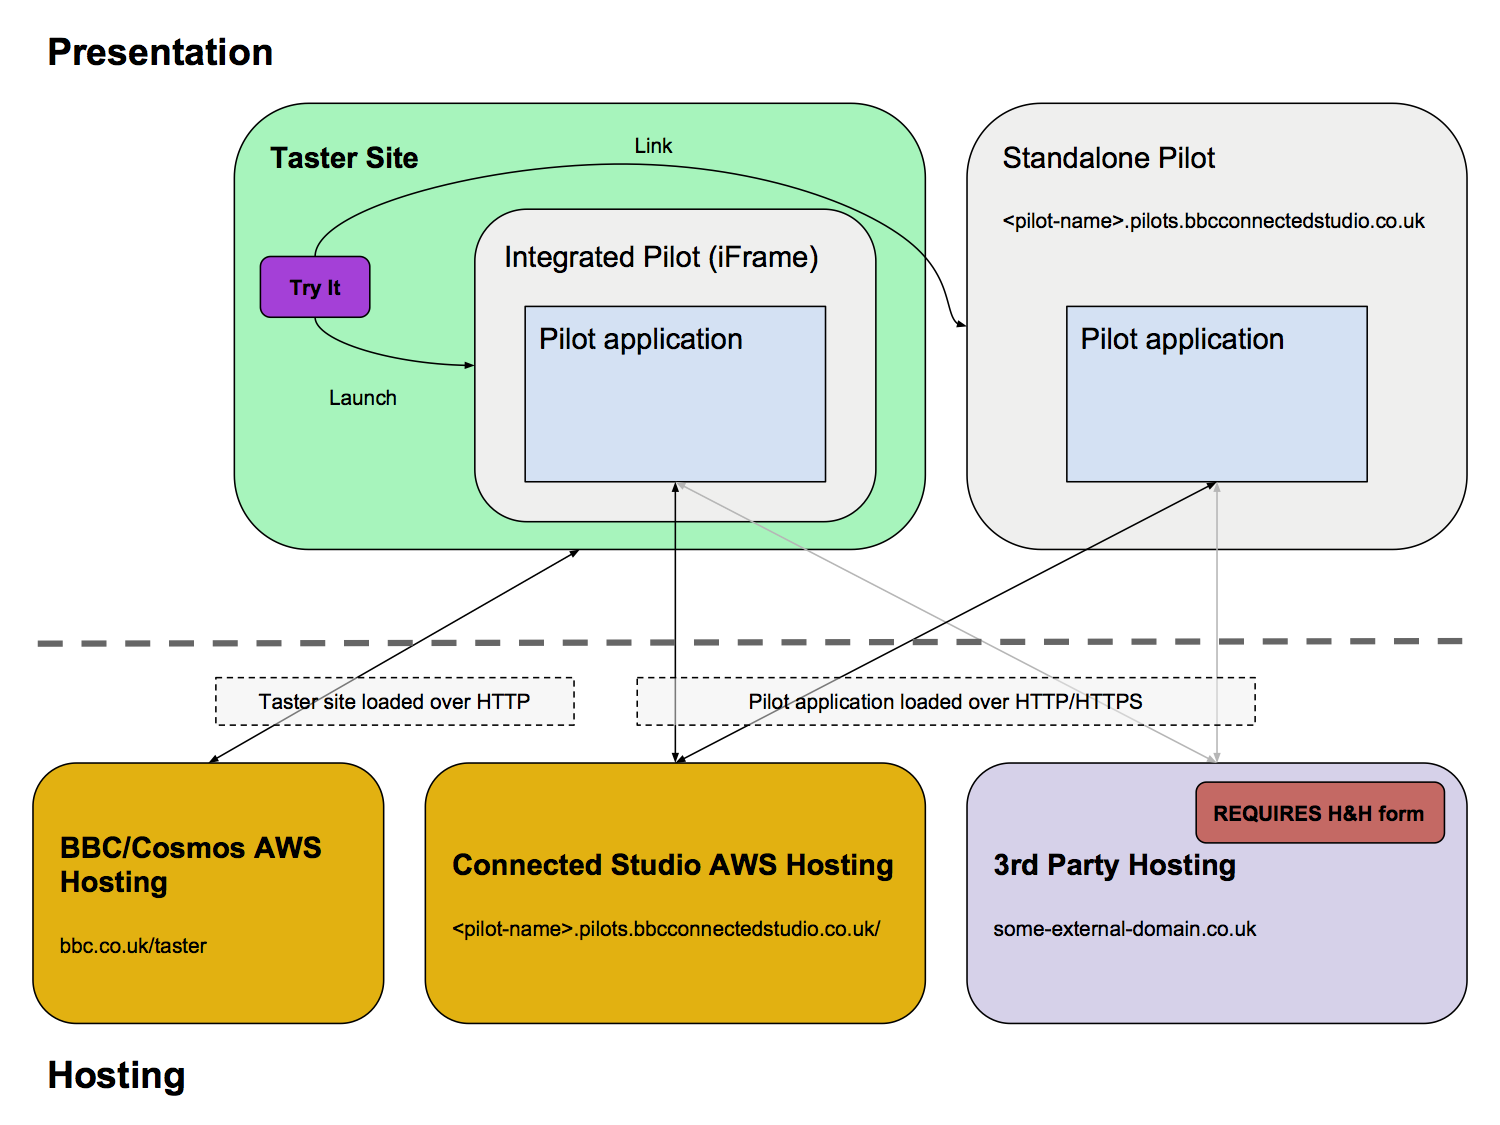 Presentation
Taster Site
Link
Standalone Pilot
<pilot-name>.pilots.bbcconnectedstudio.co.uk
Integrated Pilot (iFrame)
Try It
Pilot application
Pilot application
Launch
Taster site loaded over HTTP
Pilot application loaded over HTTP/HTTPS
REQUIRES H&H form
BBC/Cosmos AWS
Hosting
bbc.co.uk/taster
Connected Studio AWS Hosting
<pilot-name>.pilots.bbcconnectedstudio.co.uk/
3rd Party Hosting
some-external-domain.co.uk
Hosting